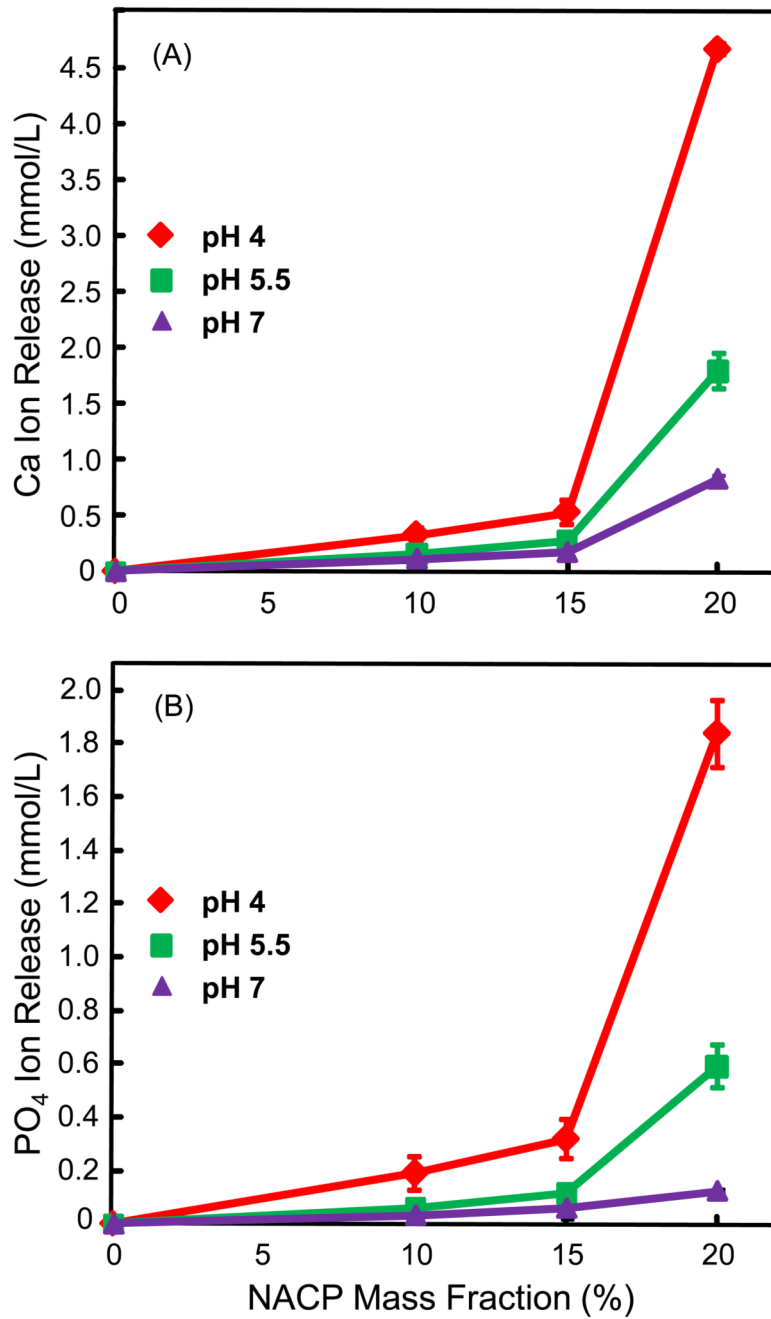 (A)
Ca Ion Release (mmol/L)
4.5
4.0
3.5
3.0
2.5
2.0
1.5
1.0
0.5
0
pH 4
pH 5.5
pH 7
0 5 10 15 20
(B)
PO₄ Ion Release (mmol/L)
2.0
1.8
1.6
1.4
1.2
1.0
0.8
0.6
0.4
0.2
0
pH 4
pH 5.5
pH 7
0 5 10 15 20
NACP Mass Fraction (%)